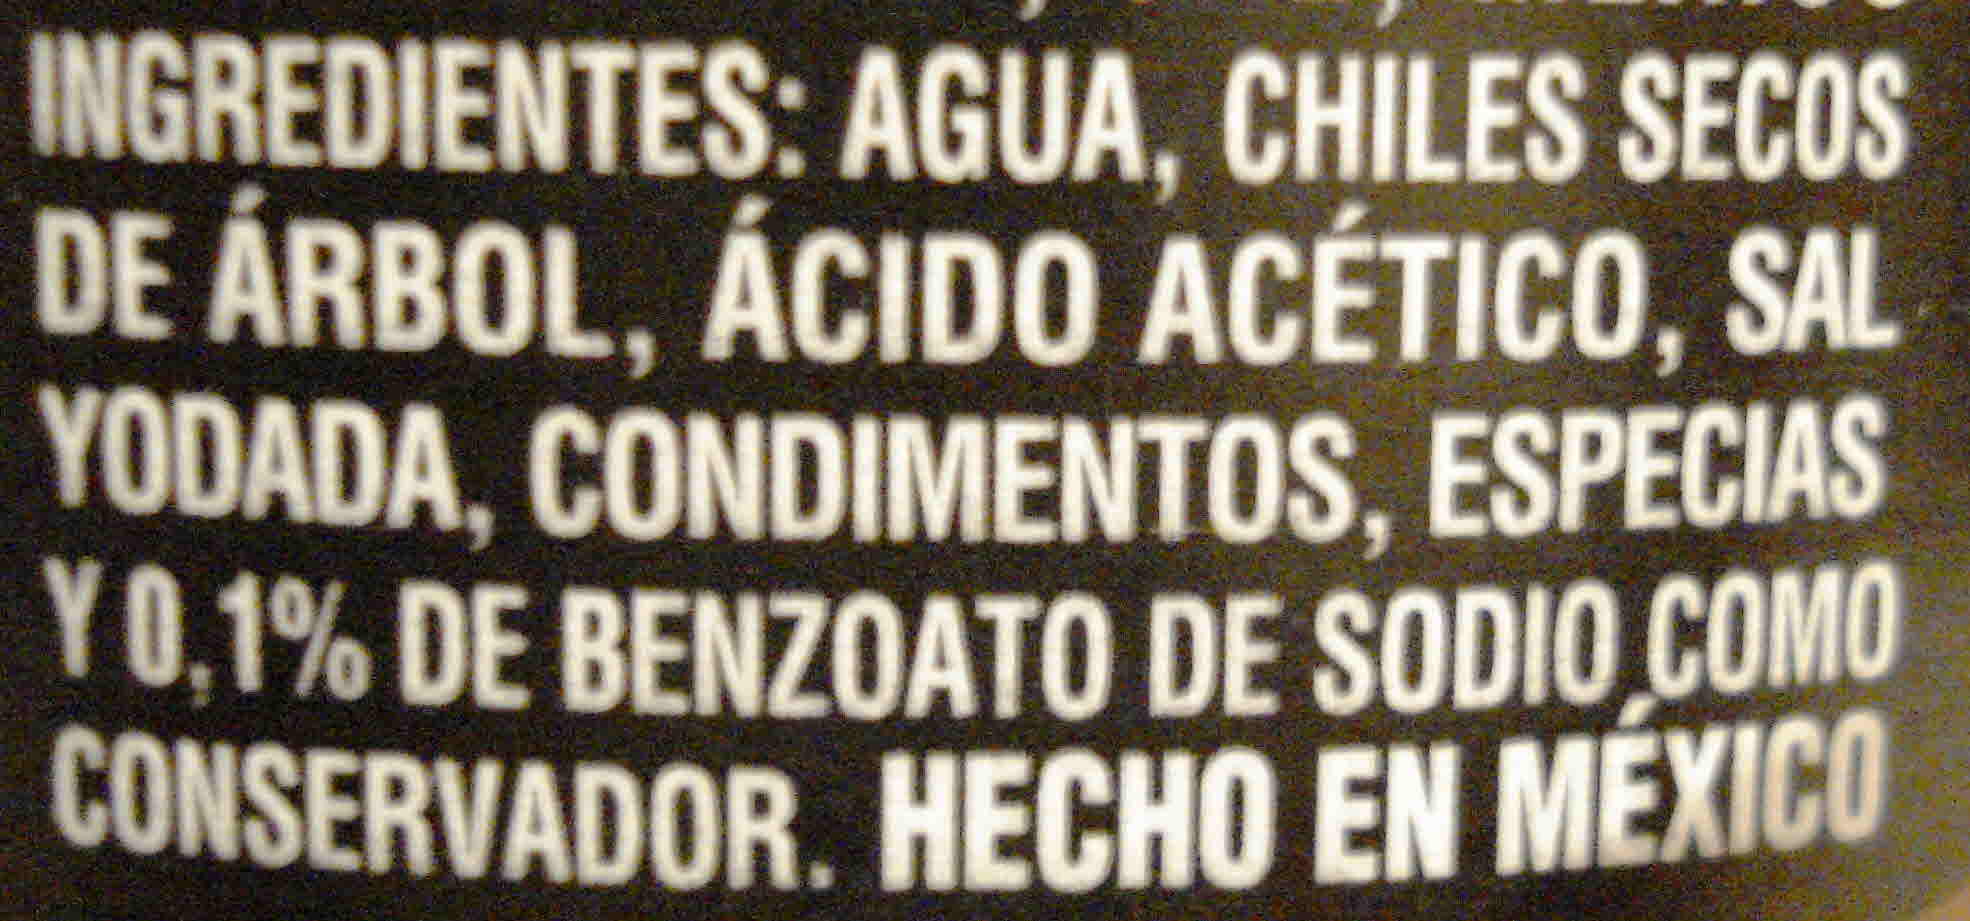 INGREDIENTES: AGUA, CHILES SECOS
DE ÁRBOL, ÁCIDO ACÉTICO, SAL
YODADA, CONDIMENTOS, ESPECIAS
Y 0,1% DE BENZOATO DE SODIO COMO
CONSERVADOR. HECHO EN MÉXICO